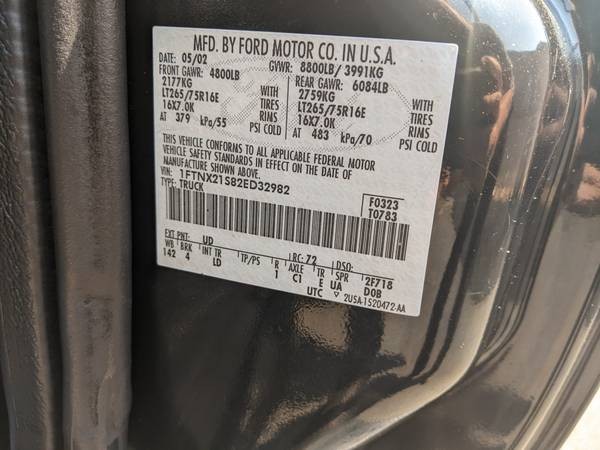 MFD. BY FORD MOTOR CO. IN U.S.A.
DATE: 05/02 GVWR: 8800LB/ 3991KG
FRONT GAWR: 4800LB REAR GAWR: 6084LB
2177KG WITH 2759KG WITH
LT265/75R16E TIRES LT265/75R16E TIRES
16X7.0K RIMS 16X7.0K RIMS
AT 379 kPa/55 PSI COLD AT 483 kPa/70 PSI COLD
THIS VEHICLE CONFORMS TO ALL APPLICABLE FEDERAL MOTOR
VEHICLE SAFETY STANDARDS IN EFFECT ON THE DATE OF
MANUFACTURE SHOWN ABOVE.
VIN: 1FTNX21S82ED32982
TYPE: TRUCK
F0323
T0783
EXT PNT: UD RC: 72 DSO:
WB BRK INT TR TP/PS R AXLE TR SPR 2F718
142 4 LD 1 C1 E UA D0B
UTC ▽ 2USA-1520472-AA